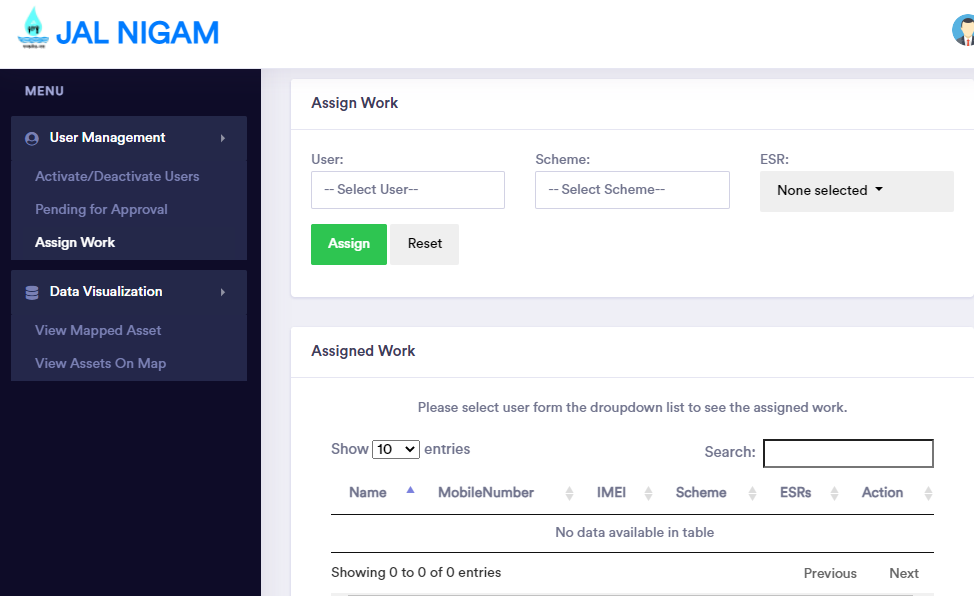 JAL NIGAM
MENU
User Management
Activate/Deactivate Users
Pending for Approval
Assign Work
Data Visualization
View Mapped Asset
View Assets On Map
Assign Work
User: Scheme: ESR:
-- Select User-- -- Select Scheme-- None selected
Assign Reset
Assigned Work
Please select user form the droupdown list to see the assigned work.
Show 10 entries Search:
Name MobileNumber IMEI Scheme ESRs Action
No data available in table
Showing 0 to 0 of 0 entries Previous Next